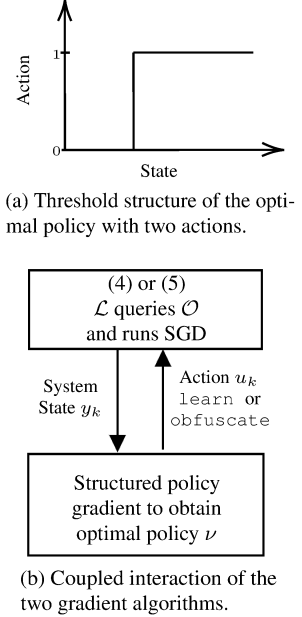 1
Action
0
State
(a) Threshold structure of the opti-
mal policy with two actions.
(4) or (5)
ℒ queries 𝒪
and runs SGD
System
State yₖ
Action uₖ
learn or
obfuscate
Structured policy
gradient to obtain
optimal policy ν
(b) Coupled interaction of the
two gradient algorithms.